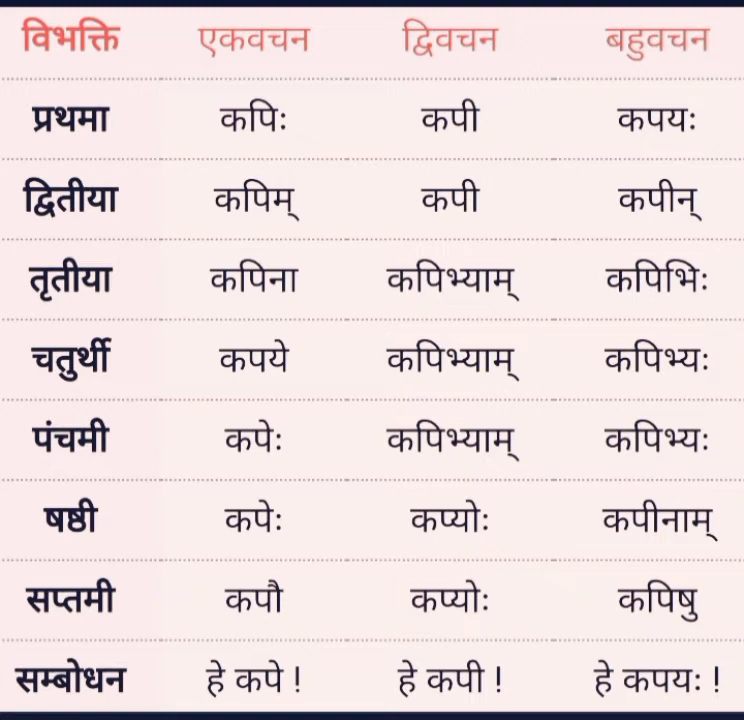 विभक्ति एकवचन द्विवचन बहुवचन
प्रथमा कपिः कपी कपयः
द्वितीया कपिम् कपी कपीन्
तृतीया कपिना कपिभ्याम् कपिभिः
चतुर्थी कपये कपिभ्याम् कपिभ्यः
पंचमी कपेः कपिभ्याम् कपिभ्यः
षष्ठी कपेः कप्योः कपीनाम्
सप्तमी कपौ कप्योः कपिषु
सम्बोधन हे कपे ! हे कपी ! हे कपयः !